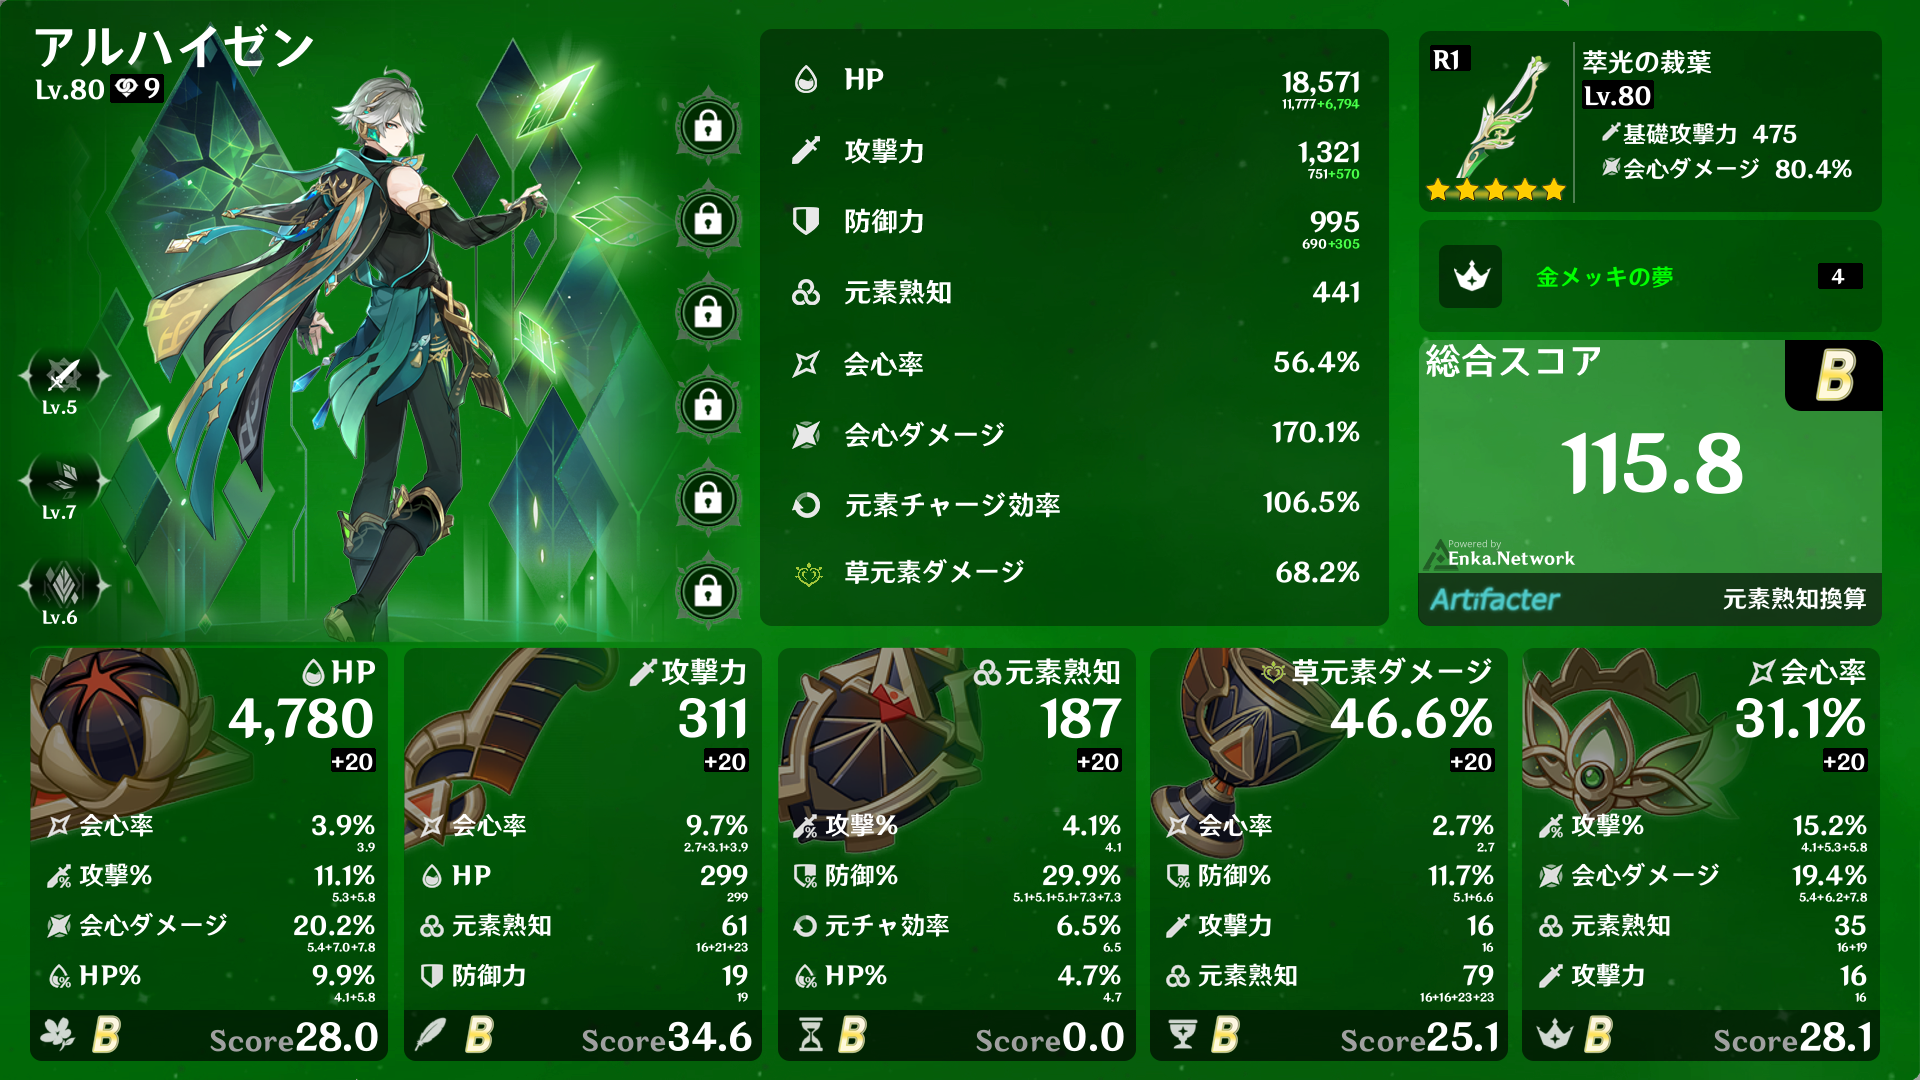 アルハイゼン
Lv.80 9
Lv.5
Lv.7
Lv.6
HP 18,571
11,777+6,794
攻撃力 1,321
751+570
防御力 995
690+305
元素熟知 441
会心率 56.4%
会心ダメージ 170.1%
元素チャージ効率 106.5%
草元素ダメージ 68.2%
R1
萃光の裁葉
Lv.80
基礎攻撃力 475
会心ダメージ 80.4%
金メッキの夢 4
総合スコア B
115.8
Powered by
Enka.Network
Artifacter 元素熟知換算
HP
4,780
+20
会心率 3.9%
3.9
攻撃% 11.1%
5.3+5.8
会心ダメージ 20.2%
5.4+7.0+7.8
HP% 9.9%
4.1+5.8
B Score28.0
攻撃力
311
+20
会心率 9.7%
2.7+3.1+3.9
HP 299
299
元素熟知 61
16+21+23
防御力 19
19
B Score34.6
元素熟知
187
+20
攻撃% 4.1%
4.1
防御% 29.9%
5.1+5.1+5.1+7.3+7.3
元チャ効率 6.5%
6.5
HP% 4.7%
4.7
B Score0.0
草元素ダメージ
46.6%
+20
会心率 2.7%
2.7
防御% 11.7%
5.1+6.6
攻撃力 16
16
元素熟知 79
16+16+23+23
B Score25.1
会心率
31.1%
+20
攻撃% 15.2%
4.1+5.3+5.8
会心ダメージ 19.4%
5.4+6.2+7.8
元素熟知 35
16+19
攻撃力 16
16
B Score28.1